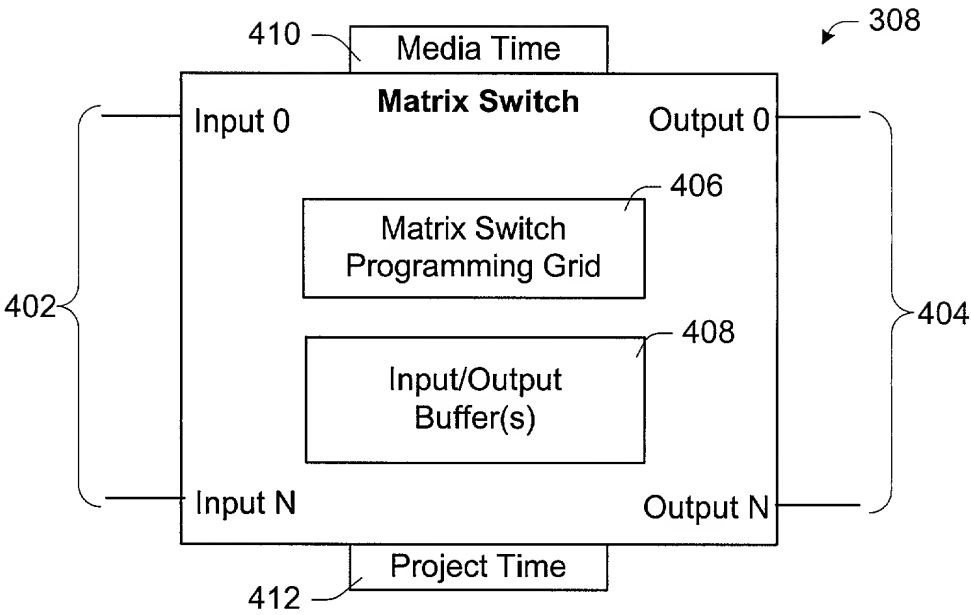 308
410
Media Time
Matrix Switch
Input 0
Output 0
406
Matrix Switch
Programming Grid
402
404
408
Input/Output
Buffer(s)
Input N
Output N
Project Time
412